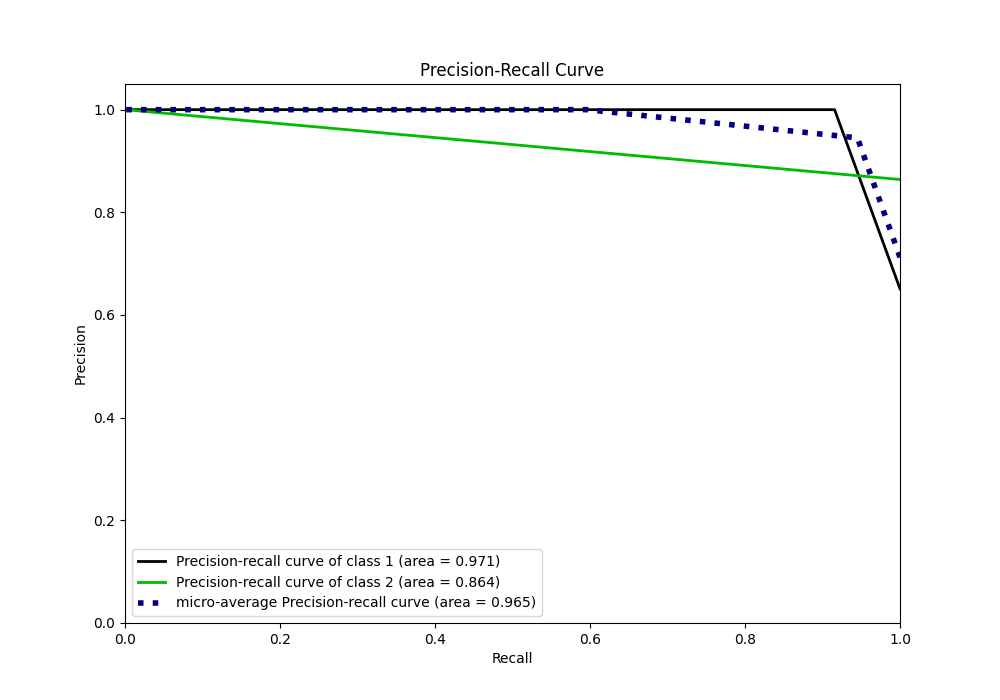 Precision-Recall Curve
1.0
0.8
0.6
0.4
0.2
0.0
Precision
Precision-recall curve of class 1 (area = 0.971)
Precision-recall curve of class 2 (area = 0.864)
micro-average Precision-recall curve (area = 0.965)
0.0 0.2 0.4 0.6 0.8 1.0
Recall